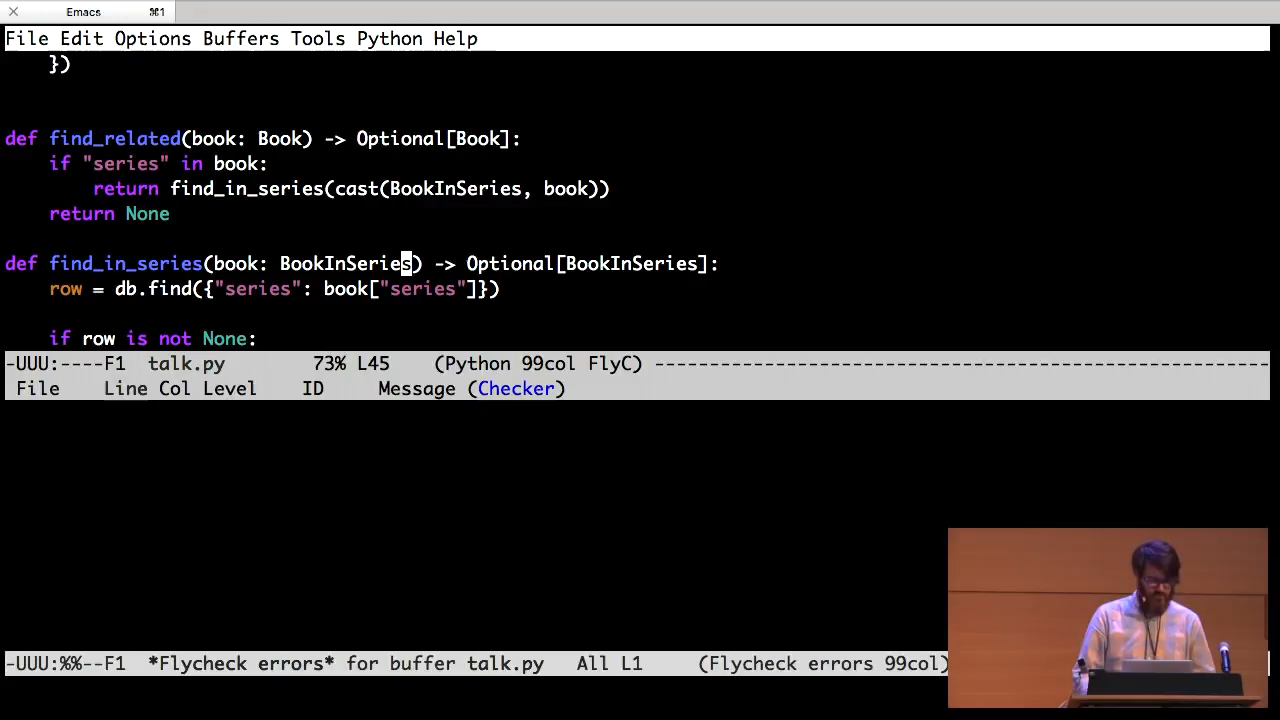 Emacs ⌘1
File Edit Options Buffers Tools Python Help
    })
def find_related(book: Book) -> Optional[Book]:
    if "series" in book:
        return find_in_series(cast(BookInSeries, book))
    return None
def find_in_series(book: BookInSeries) -> Optional[BookInSeries]:
    row = db.find({"series": book["series"]})
    if row is not None:
-UUU:----F1  talk.py        73% L45    (Python 99col FlyC) --------------------------------------------------------
 File    Line Col Level    ID     Message (Checker)
-UUU:%%--F1  *Flycheck errors* for buffer talk.py   All L1     (Flycheck errors 99col)